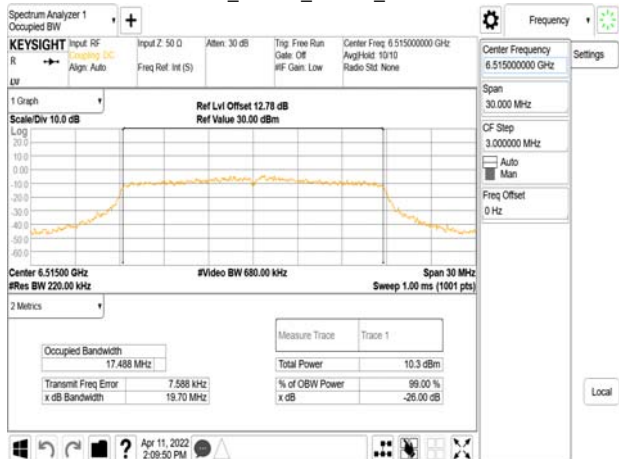 Spectrum Analyzer 1
Occupied BW
Frequency
KEYSIGHT
Input: RF
Coupling: DC
Align: Auto
Input Z: 50 Ω
Freq Ref: Int (S)
Atten: 30 dB
Trig: Free Run
Gate: Off
#IF Gain: Low
Center Freq: 6.515000000 GHz
Avg|Hold: 10/10
Radio Std: None
R
LXI
Center Frequency
6.515000000 GHz
Settings
Span
30.000 MHz
CF Step
3.000000 MHz
Auto
Man
Freq Offset
0 Hz
Local
1 Graph
Scale/Div 10.0 dB
Ref Lvl Offset 12.78 dB
Ref Value 30.00 dBm
Log
20.0
10.0
0.00
-10.0
-20.0
-30.0
-40.0
-50.0
-60.0
Center 6.51500 GHz
#Res BW 220.00 kHz
#Video BW 680.00 kHz
Span 30 MHz
Sweep 1.00 ms (1001 pts)
2 Metrics
Measure Trace
Trace 1
Occupied Bandwidth
17.488 MHz
Total Power
10.3 dBm
Transmit Freq Error
7.588 kHz
% of OBW Power
99.00 %
x dB Bandwidth
19.70 MHz
x dB
-26.00 dB
Apr 11, 2022
2:09:50 PM